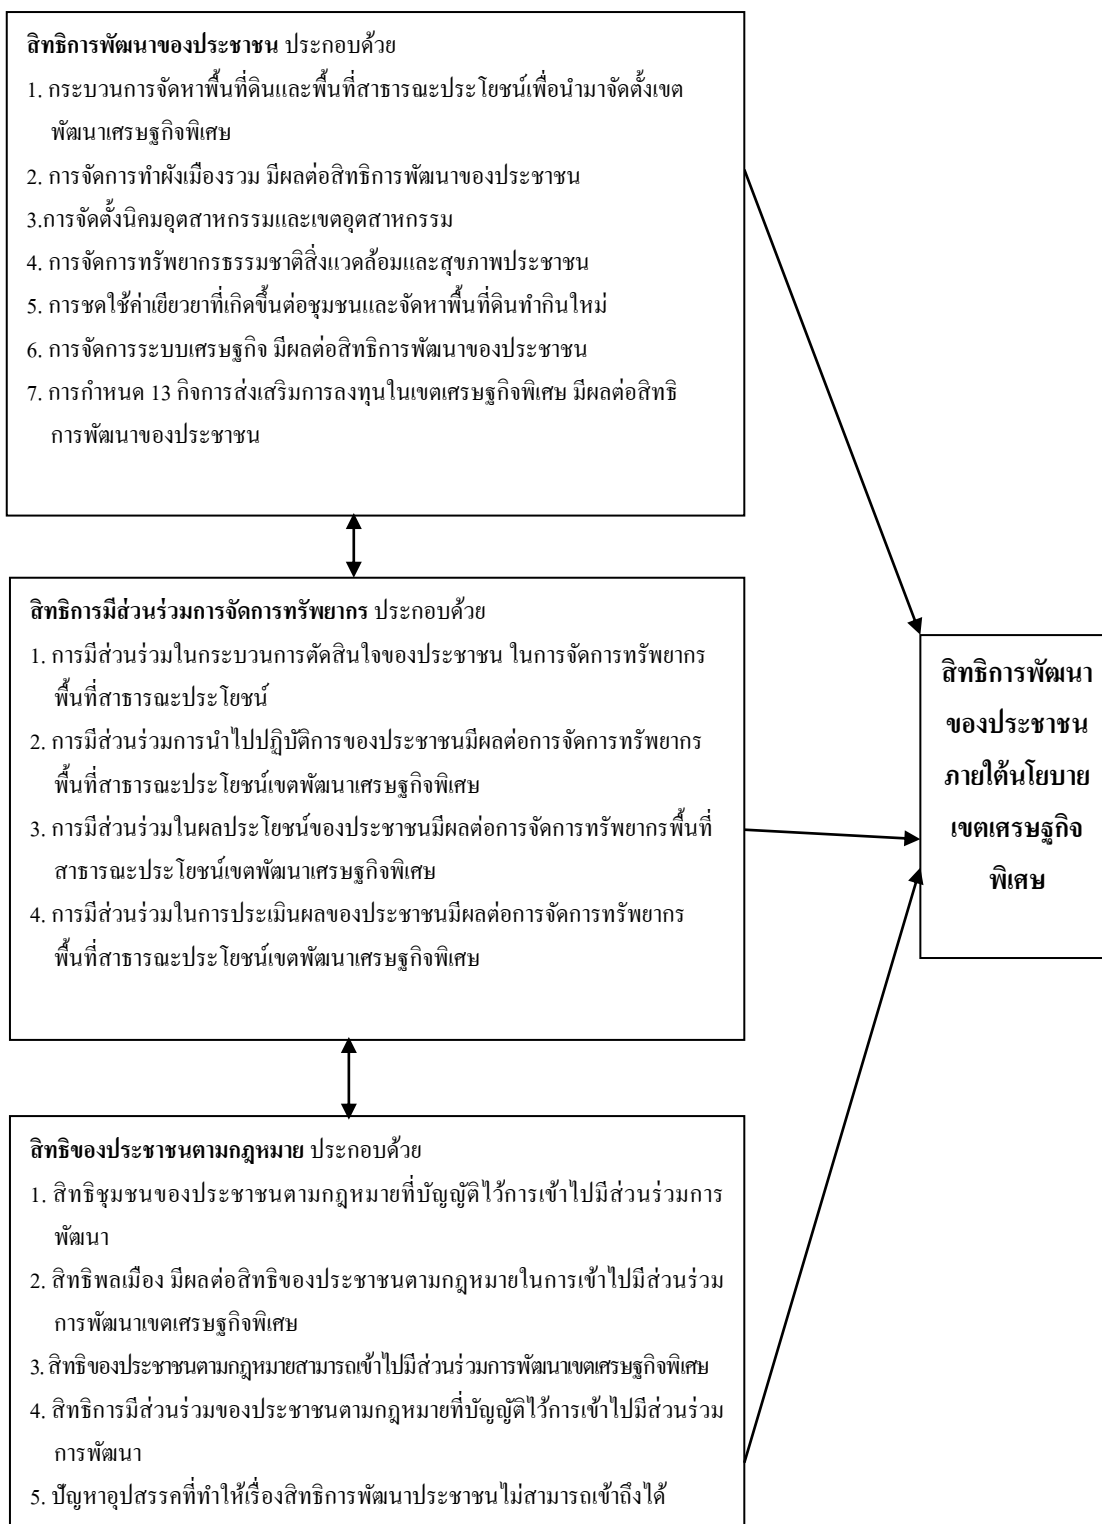 สิทธิการพัฒนาของประชาชน ประกอบด้วย
1. กระบวนการจัดหาพื้นที่ดินและพื้นที่สาธารณะประโยชน์เพื่อนำมาจัดตั้งเขต
พัฒนาเศรษฐกิจพิเศษ
2. การจัดการทำผังเมืองรวม มีผลต่อสิทธิการพัฒนาของประชาชน
3.การจัดตั้งนิคมอุตสาหกรรมและเขตอุตสาหกรรม
4. การจัดการทรัพยากรธรรมชาติสิ่งแวดล้อมและสุขภาพประชาชน
5. การชดใช้ค่าเยียวยาที่เกิดขึ้นต่อชุมชนและจัดหาพื้นที่ดินทำกินใหม่
6. การจัดการระบบเศรษฐกิจ มีผลต่อสิทธิการพัฒนาของประชาชน
7. การกำหนด 13 กิจการส่งเสริมการลงทุนในเขตเศรษฐกิจพิเศษ มีผลต่อสิทธิ
การพัฒนาของประชาชน
สิทธิการมีส่วนร่วมการจัดการทรัพยากร ประกอบด้วย
1. การมีส่วนร่วมในกระบวนการตัดสินใจของประชาชน ในการจัดการทรัพยากร
พื้นที่สาธารณะประโยชน์
2. การมีส่วนร่วมการนำไปปฏิบัติการของประชาชนมีผลต่อการจัดการทรัพยากร
พื้นที่สาธารณะประโยชน์เขตพัฒนาเศรษฐกิจพิเศษ
3. การมีส่วนร่วมในผลประโยชน์ของประชาชนมีผลต่อการจัดการทรัพยากรพื้นที่
สาธารณะประโยชน์เขตพัฒนาเศรษฐกิจพิเศษ
4. การมีส่วนร่วมในการประเมินผลของประชาชนมีผลต่อการจัดการทรัพยากร
พื้นที่สาธารณะประโยชน์เขตพัฒนาเศรษฐกิจพิเศษ
สิทธิของประชาชนตามกฎหมาย ประกอบด้วย
1. สิทธิชุมชนของประชาชนตามกฎหมายที่บัญญัติไว้การเข้าไปมีส่วนร่วมการ
พัฒนา
2. สิทธิพลเมือง มีผลต่อสิทธิของประชาชนตามกฎหมายในการเข้าไปมีส่วนร่วม
การพัฒนาเขตเศรษฐกิจพิเศษ
3. สิทธิของประชาชนตามกฎหมายสามารถเข้าไปมีส่วนร่วมการพัฒนาเขตเศรษฐกิจพิเศษ
4. สิทธิการมีส่วนร่วมของประชาชนตามกฎหมายที่บัญญัติไว้การเข้าไปมีส่วนร่วม
การพัฒนา
5. ปัญหาอุปสรรคที่ทำให้เรื่องสิทธิการพัฒนาประชาชนไม่สามารถเข้าถึงได้
สิทธิการพัฒนา
ของประชาชน
ภายใต้นโยบาย
เขตเศรษฐกิจ
พิเศษ